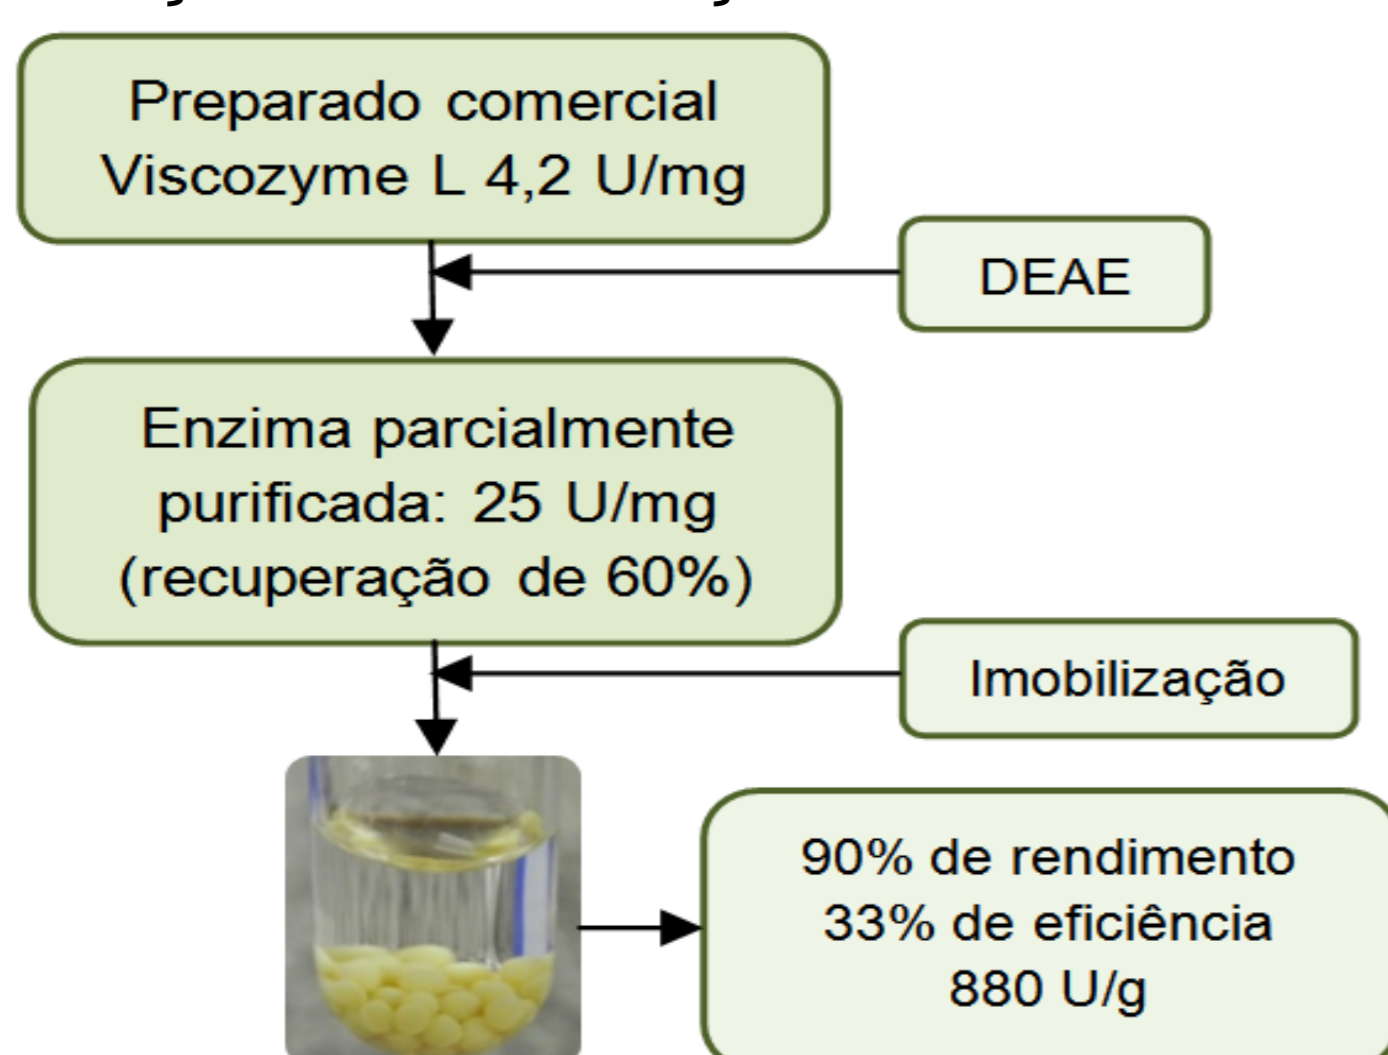 Preparado comercial
Viscozyme L 4,2 U/mg
DEAE
Enzima parcialmente
purificada: 25 U/mg
(recuperação de 60%)
Imobilização
90% de rendimento
33% de eficiência
880 U/g